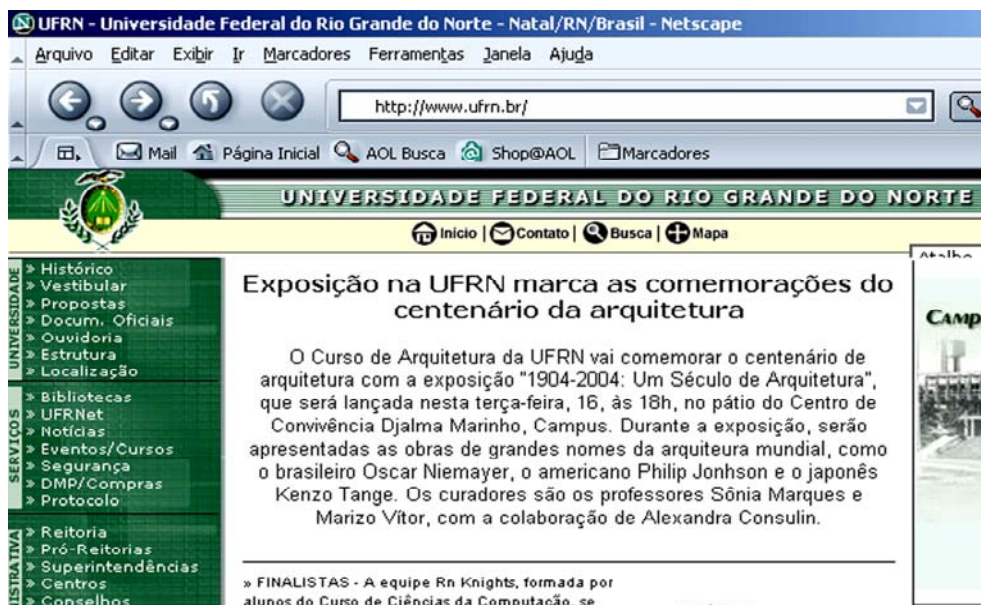 UFRN - Universidade Federal do Rio Grande do Norte - Natal/RN/Brasil - Netscape
Arquivo Editar Exibir Ir Marcadores Ferramentas Janela Ajuda
http://www.ufrn.br/
Mail Página Inicial AOL Busca Shop@AOL Marcadores
UNIVERSIDADE FEDERAL DO RIO GRANDE DO NORTE
Inicio | Contato | Busca | Mapa
Atalho
UNIVERSIDADE
» Histórico
» Vestibular
» Propostas
» Docum. Oficiais
» Ouvidoria
» Estrutura
» Localização
SERVIÇOS
» Bibliotecas
» UFRNet
» Notícias
» Eventos/Cursos
» Segurança
» DMP/Compras
» Protocolo
» Reitoria
» Pró-Reitorias
» Superintendências
» Centros
» Conselhos
Exposição na UFRN marca as comemorações do
centenário da arquitetura
O Curso de Arquitetura da UFRN vai comemorar o centenário de
arquitetura com a exposição "1904-2004: Um Século de Arquitetura",
que será lançada nesta terça-feira, 16, às 18h, no pátio do Centro de
Convivência Djalma Marinho, Campus. Durante a exposição, serão
apresentadas as obras de grandes nomes da arquiteura mundial, como
o brasileiro Oscar Niemayer, o americano Philip Jonhson e o japonês
Kenzo Tange. Os curadores são os professores Sônia Marques e
Marizo Vítor, com a colaboração de Alexandra Consulin.
» FINALISTAS - A equipe Rn Knights, formada por
alunos do Curso de Ciências da Computação, se
CAMP